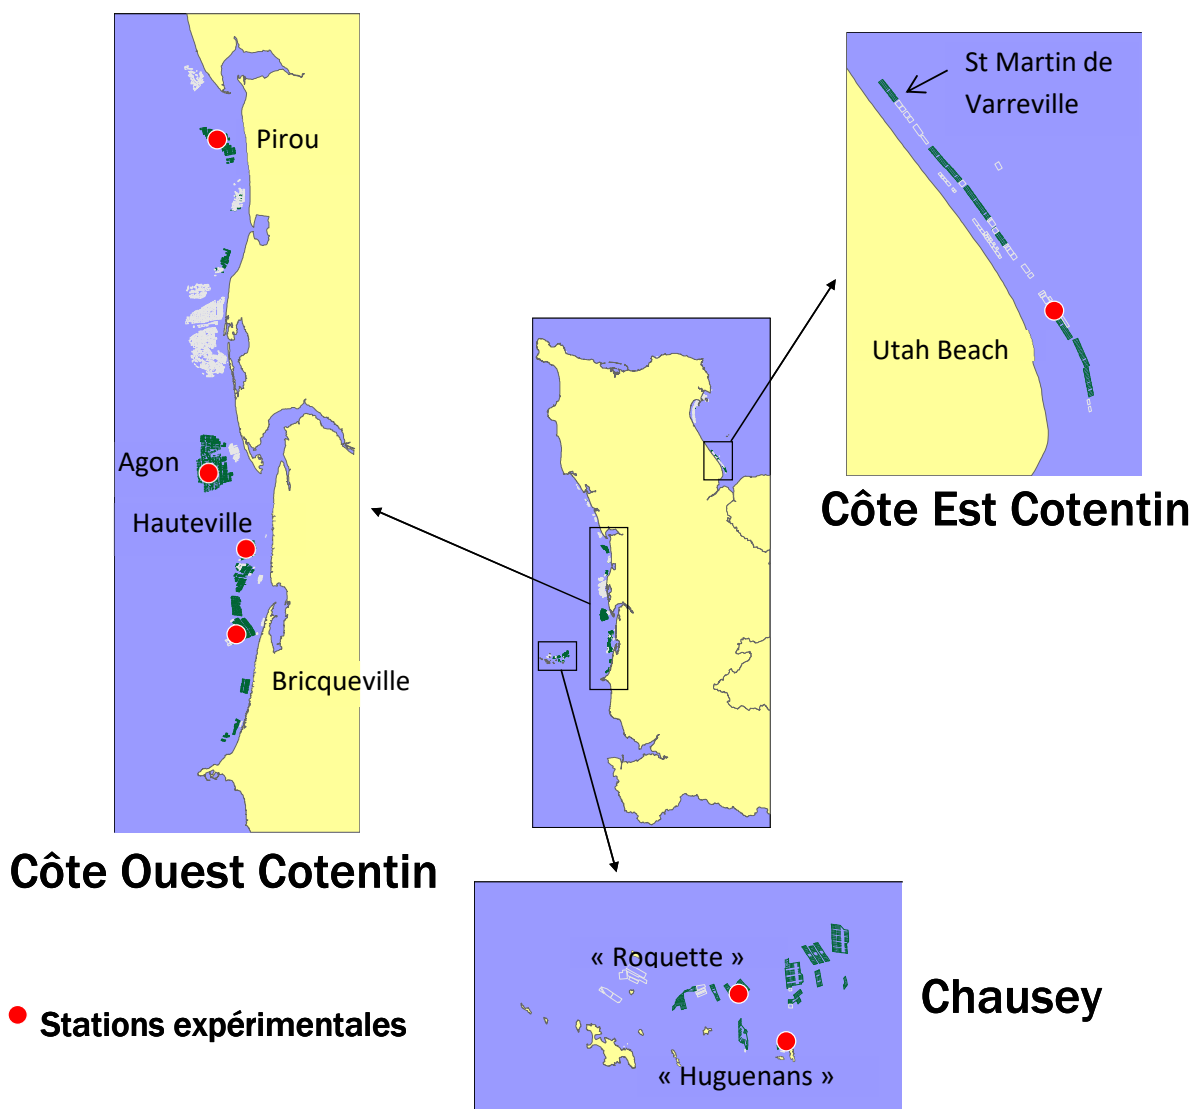 St Martin de
Varreville
Pirou
Utah Beach
Agon
Hauteville
Côte Est Cotentin
Bricqueville
Côte Ouest Cotentin
« Roquette »
Chausey
Stations expérimentales
« Huguenans »